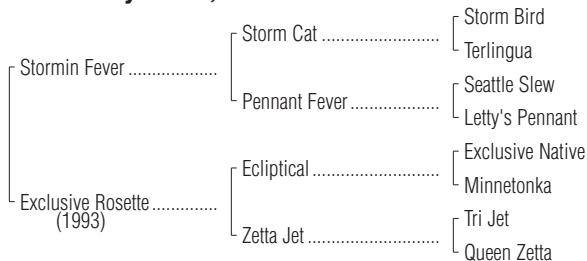 Storm Bird
Storm Cat ..............................
Terlingua
Stormin Fever ......................
Seattle Slew
Pennant Fever .......................
Letty's Pennant
Exclusive Native
Ecliptical ................................
Minnetonka
Exclusive Rosette ................
(1993)
Tri Jet
Zetta Jet .................................
Queen Zetta